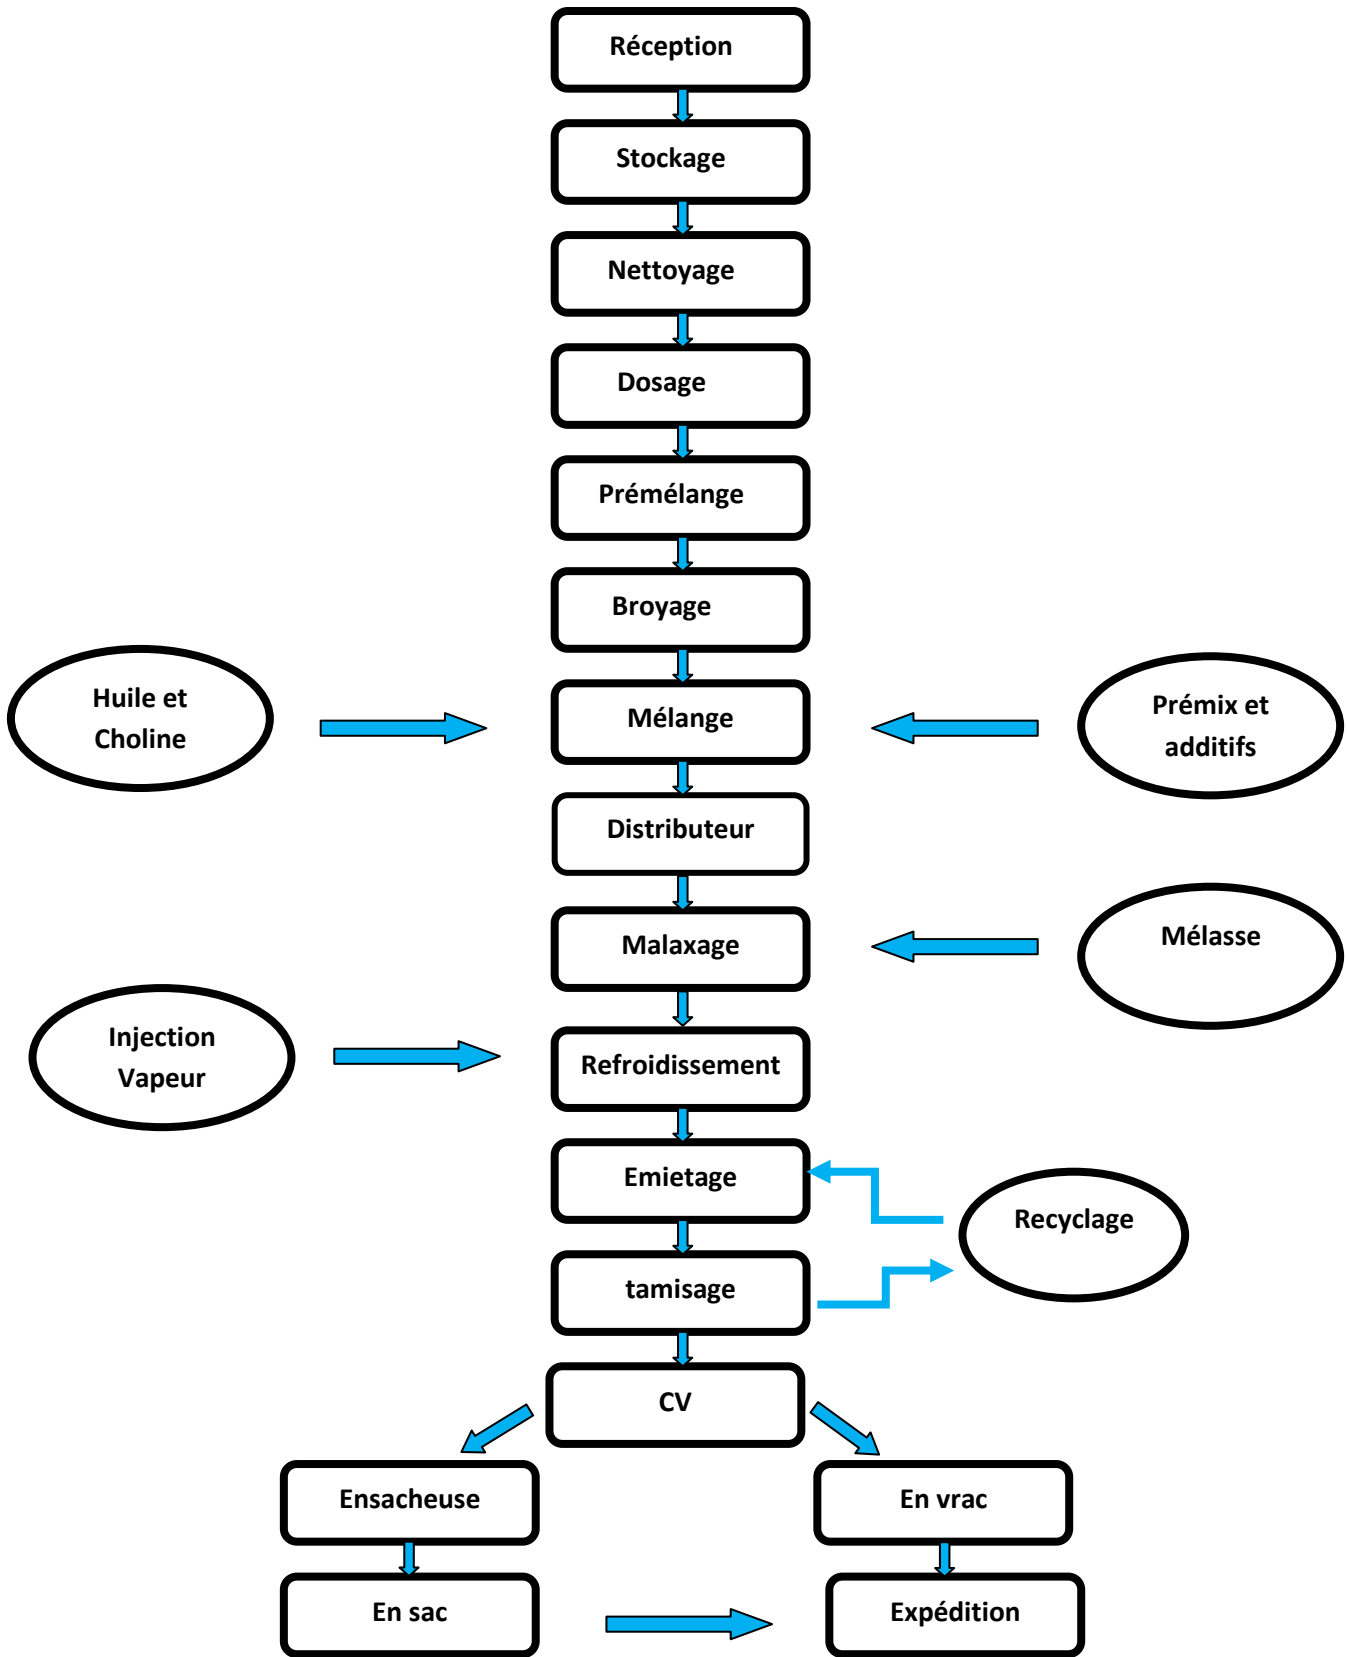 Réception
Stockage
Nettoyage
Dosage
Prémélange
Broyage
Huile et
Choline
Mélange
Prémix et
additifs
Distributeur
Malaxage
Mélasse
Injection
Vapeur
Refroidissement
Emietage
Recyclage
tamisage
CV
Ensacheuse
En vrac
En sac
Expédition